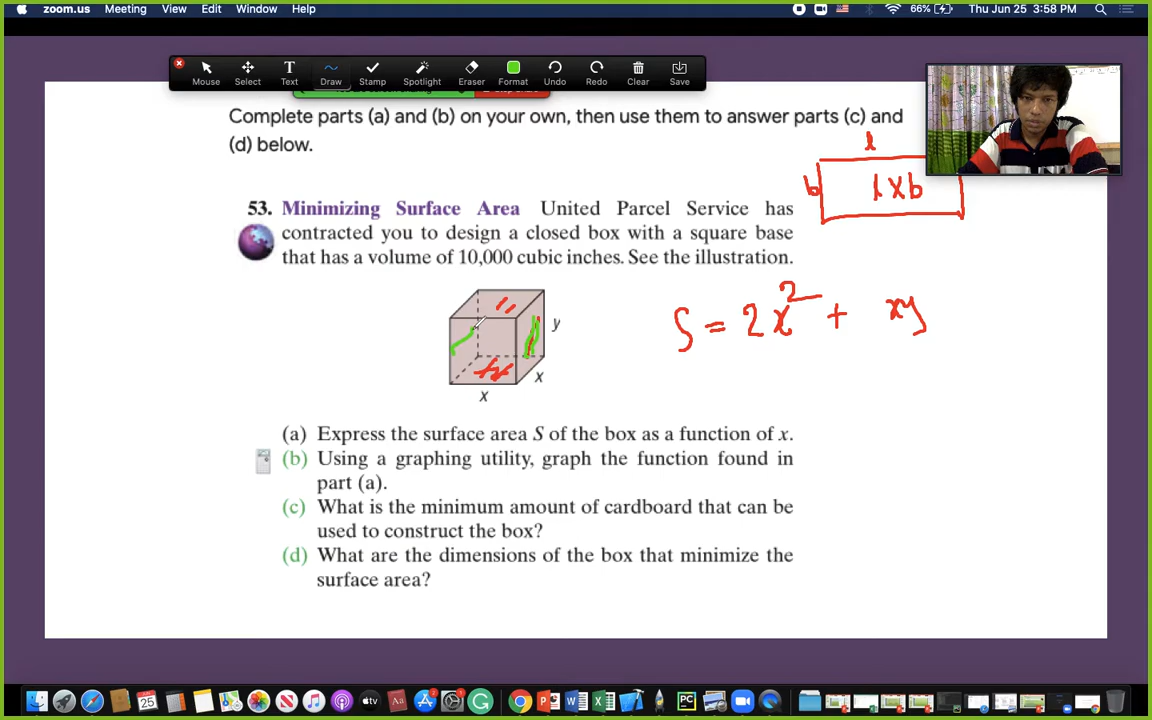 zoom.us Meeting View Edit Window Help 66% Thu Jun 25 3:58 PM
Mouse Select Text Draw Stamp Spotlight Eraser Format Undo Redo Clear Save
Complete parts (a) and (b) on your own, then use them to answer parts (c) and
(d) below.
l
b l x b
53. Minimizing Surface Area United Parcel Service has
contracted you to design a closed box with a square base
that has a volume of 10,000 cubic inches. See the illustration.
S = 2x² + xy
y
x
x
(a) Express the surface area S of the box as a function of x.
(b) Using a graphing utility, graph the function found in
part (a).
(c) What is the minimum amount of cardboard that can be
used to construct the box?
(d) What are the dimensions of the box that minimize the
surface area?